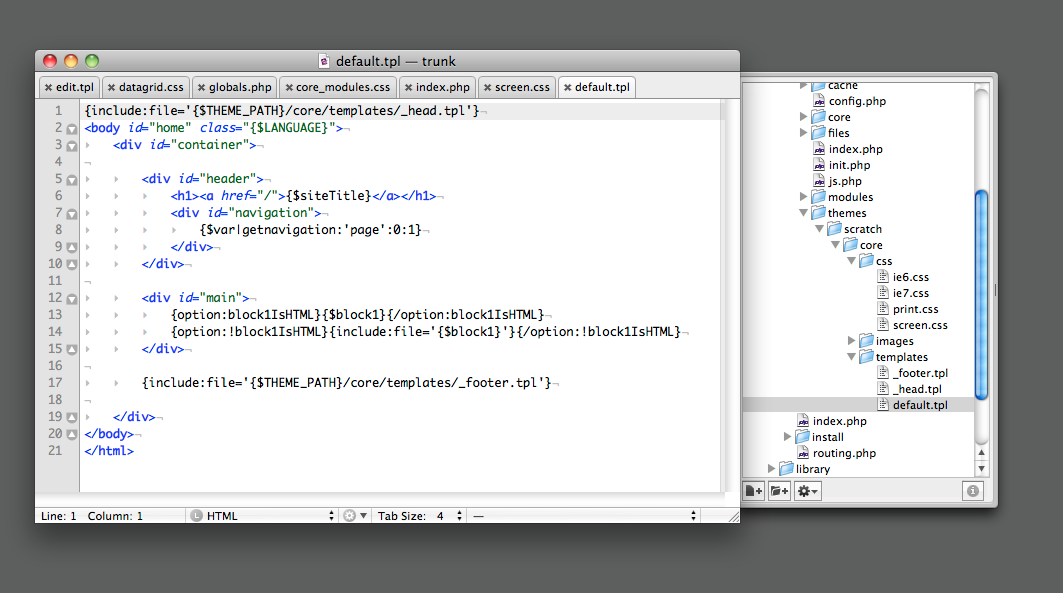 default.tpl — trunk
edit.tpl
datagrid.css
globals.php
core_modules.css
index.php
screen.css
default.tpl
1 {include:file='{$THEME_PATH}/core/templates/_head.tpl'}
2 <body id="home" class="{$LANGUAGE}">
3 <div id="container">
4
5 <div id="header">
6 <h1><a href="/">{$siteTitle}</a></h1>
7 <div id="navigation">
8 {$var|getnavigation:'page':0:1}
9 </div>
10 </div>
11
12 <div id="main">
13 {option:block1IsHTML}{$block1}{/option:block1IsHTML}
14 {option:!block1IsHTML}{include:file='{$block1}'}{/option:!block1IsHTML}
15 </div>
16
17 {include:file='{$THEME_PATH}/core/templates/_footer.tpl'}
18
19 </div>
20 </body>
21 </html>
Line: 1 Column: 1
L HTML
Tab Size: 4
—
cache
config.php
core
files
index.php
init.php
js.php
modules
themes
scratch
core
css
ie6.css
ie7.css
print.css
screen.css
images
templates
_footer.tpl
_head.tpl
default.tpl
index.php
install
routing.php
library